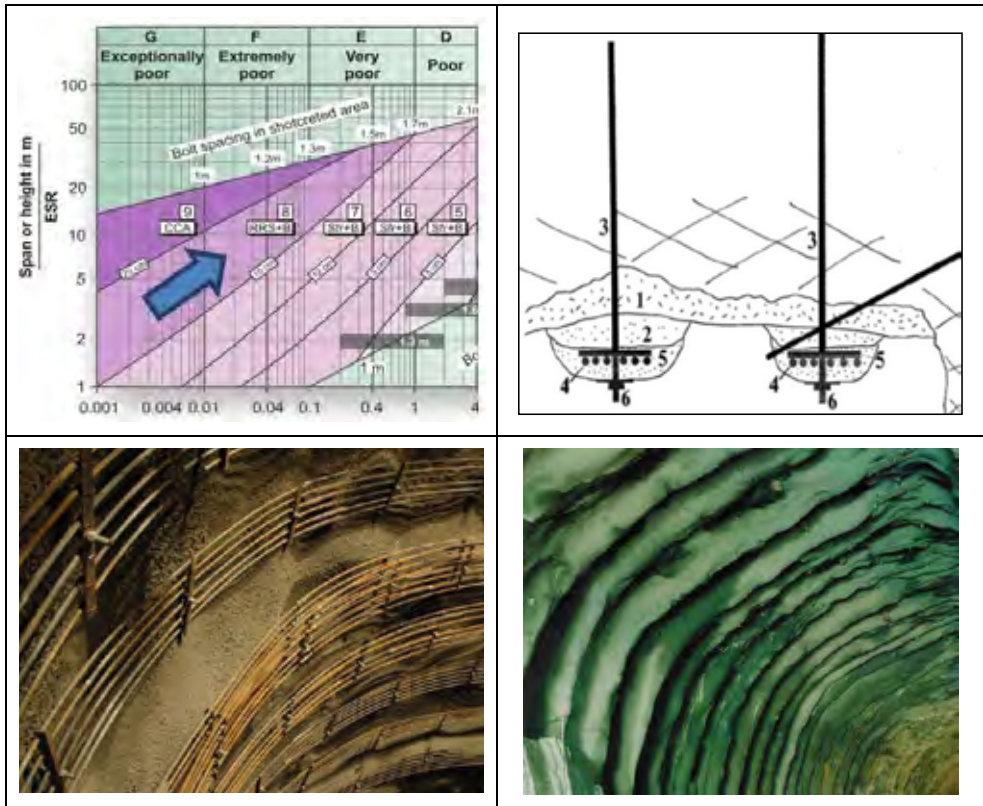 G F E D
Exceptionally poor
Extremely poor
Very poor
Poor
100
50
20
10
5
2
1
Span or height in m
ESR
Bolt spacing in shotcreted area
1m
1.2m
1.3m
1.5m
1.7m
2.1m
9
CCA
8
RRS+B
7
Sfr+B
6
Sfr+B
5
Sfr+B
1 m
Bo
0.001 0.004 0.01 0.04 0.1 0.4 1 4
3 3
1
2
5 5
4 4
6 6